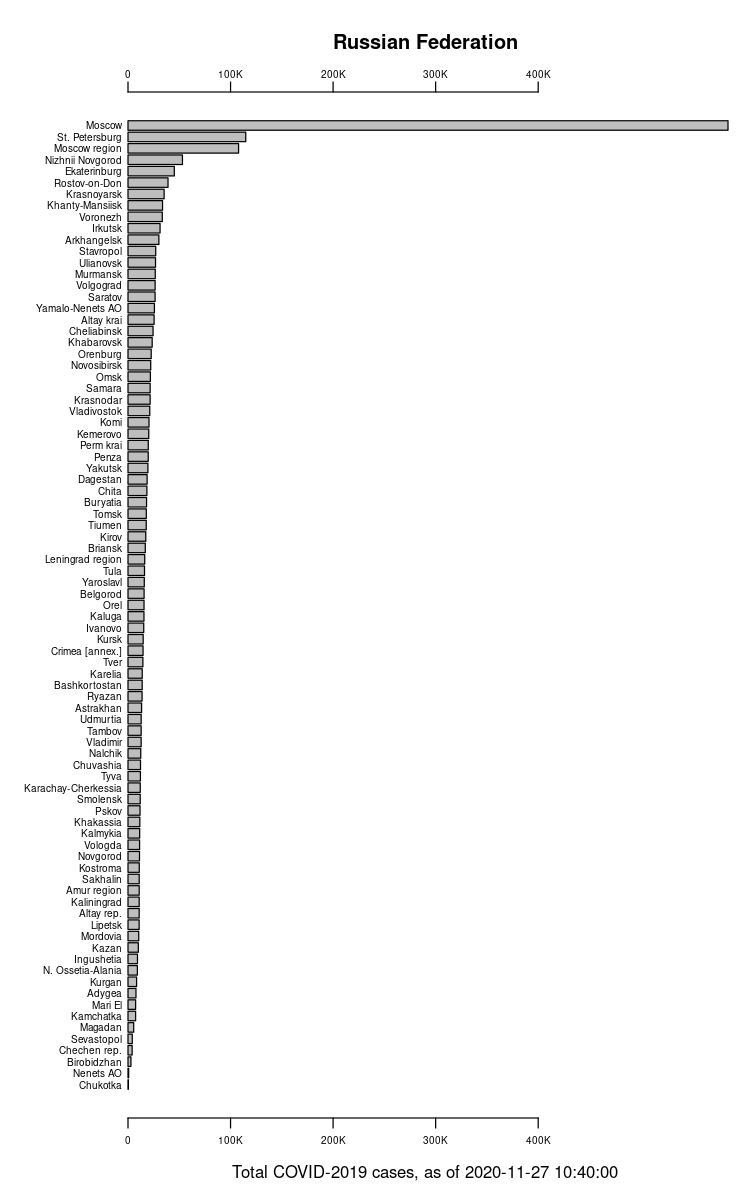 Russian Federation
0 100K 200K 300K 400K
Moscow
St. Petersburg
Moscow region
Nizhnii Novgorod
Ekaterinburg
Rostov-on-Don
Krasnoyarsk
Khanty-Mansiisk
Voronezh
Irkutsk
Arkhangelsk
Stavropol
Ulianovsk
Murmansk
Volgograd
Saratov
Yamalo-Nenets AO
Altay krai
Cheliabinsk
Khabarovsk
Orenburg
Novosibirsk
Omsk
Samara
Krasnodar
Vladivostok
Komi
Kemerovo
Perm krai
Penza
Yakutsk
Dagestan
Chita
Buryatia
Tomsk
Tiumen
Kirov
Briansk
Leningrad region
Tula
Yaroslavl
Belgorod
Orel
Kaluga
Ivanovo
Kursk
Crimea [annex.]
Tver
Karelia
Bashkortostan
Ryazan
Astrakhan
Udmurtia
Tambov
Vladimir
Nalchik
Chuvashia
Tyva
Karachay-Cherkessia
Smolensk
Pskov
Khakassia
Kalmykia
Vologda
Novgorod
Kostroma
Sakhalin
Amur region
Kaliningrad
Altay rep.
Lipetsk
Mordovia
Kazan
Ingushetia
N. Ossetia-Alania
Kurgan
Adygea
Mari El
Kamchatka
Magadan
Sevastopol
Chechen rep.
Birobidzhan
Nenets AO
Chukotka
0 100K 200K 300K 400K
Total COVID-2019 cases, as of 2020-11-27 10:40:00